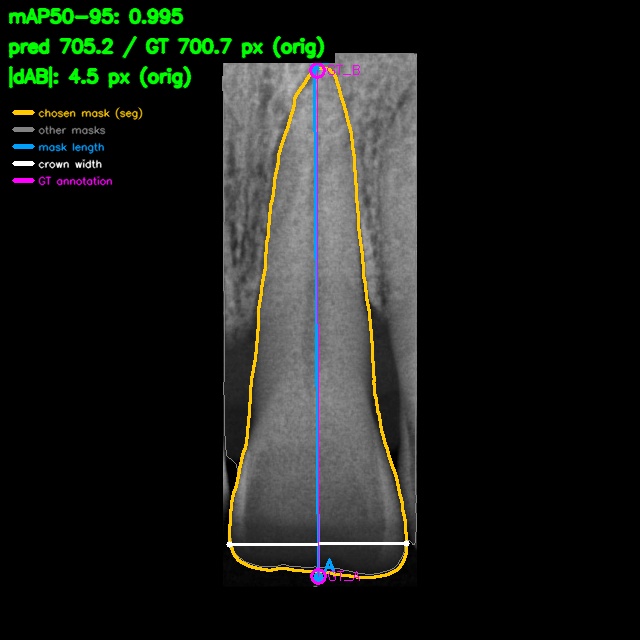 mAP50-95: 0.995
pred 705.2 / GT 700.7 px (orig)
|dAB|: 4.5 px (orig)
chosen mask (seg)
other masks
mask length
crown width
GT annotation
GT_B
A